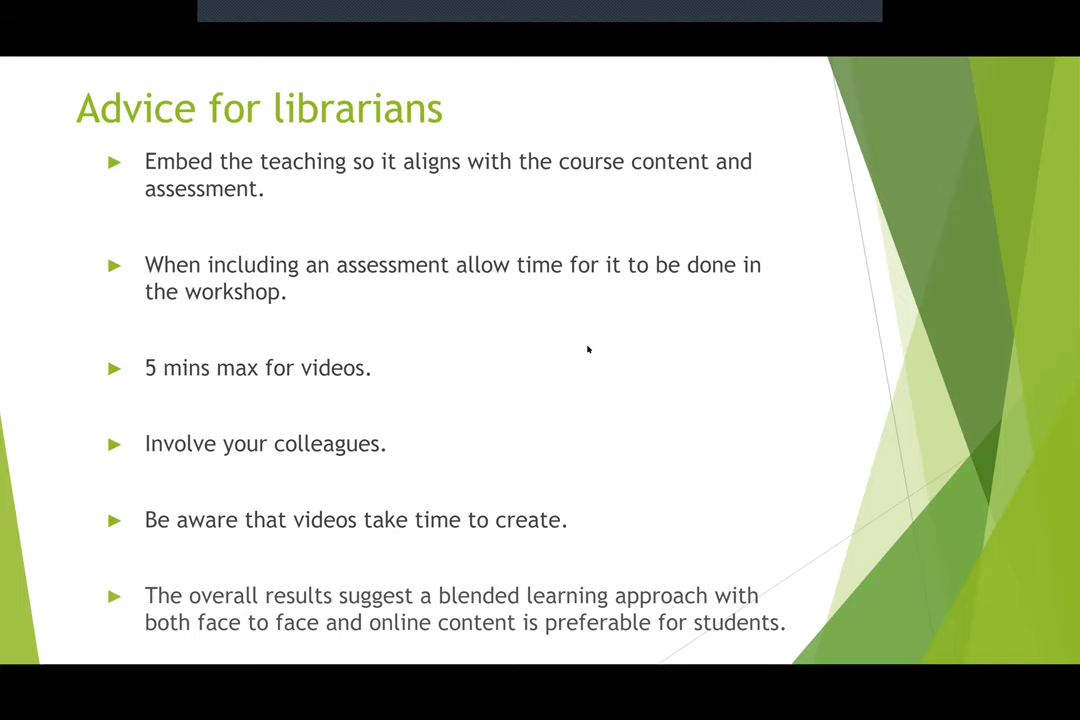 Advice for librarians
Embed the teaching so it aligns with the course content and
assessment.
When including an assessment allow time for it to be done in
the workshop.
5 mins max for videos.
Involve your colleagues.
Be aware that videos take time to create.
The overall results suggest a blended learning approach with
both face to face and online content is preferable for students.